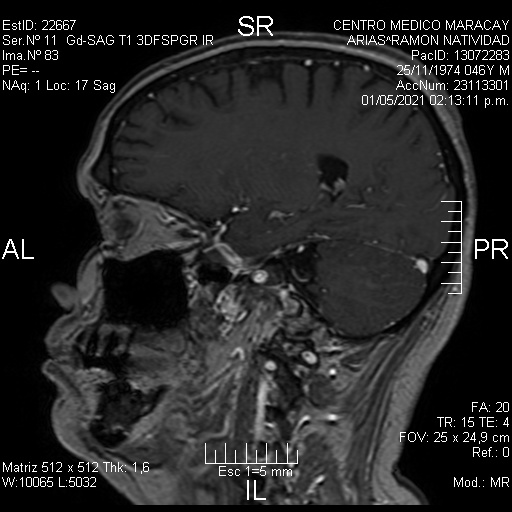 EstID: 22667
Ser.Nº 11 Gd-SAG T1 3DFSPGR IR
Ima.Nº 83
PE= --
NAq: 1 Loc: 17 Sag
SR
CENTRO MEDICO MARACAY
ARIAS^RAMON NATIVIDAD
PacID: 13072283
25/11/1974 046Y M
AccNum: 23113301
01/05/2021 02:13:11 p.m.
AL
PR
FA: 20
TR: 15 TE: 4
FOV: 25 x 24,9 cm
Ref.: 0
Mod.: MR
Matriz 512 x 512 Thk: 1,6
W:10065 L:5032
Esc 1=5 mm
IL